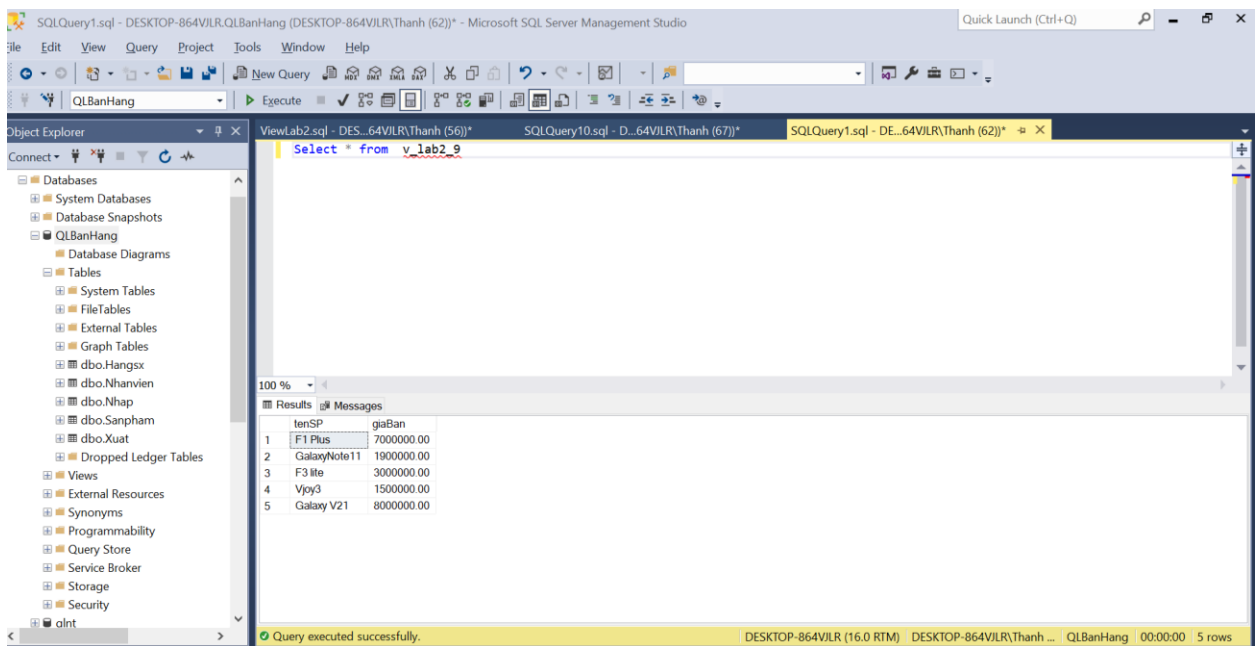 SQLQuery1.sql - DESKTOP-864VJLR.QLBanHang (DESKTOP-864VJLR\Thanh (62))* - Microsoft SQL Server Management Studio
Quick Launch (Ctrl+Q)
File Edit View Query Project Tools Window Help
New Query
QLBanHang Execute
Object Explorer
ViewLab2.sql - DES...64VJLR\Thanh (56))* SQLQuery10.sql - D...64VJLR\Thanh (67))* SQLQuery1.sql - DE...64VJLR\Thanh (62))*
Connect
Select * from v_lab2_9
Databases
System Databases
Database Snapshots
QLBanHang
Database Diagrams
Tables
System Tables
FileTables
External Tables
Graph Tables
dbo.Hangsx
dbo.Nhanvien
dbo.Nhap
dbo.Sanpham
dbo.Xuat
Dropped Ledger Tables
Views
External Resources
Synonyms
Programmability
Query Store
Service Broker
Storage
Security
100 %
Results Messages
tenSP giaBan
1 F1 Plus 7000000.00
2 GalaxyNote11 1900000.00
3 F3 lite 3000000.00
4 Vjoy3 1500000.00
5 Galaxy V21 8000000.00
Query executed successfully. DESKTOP-864VJLR (16.0 RTM) DESKTOP-864VJLR\Thanh ... QLBanHang 00:00:00 5 rows